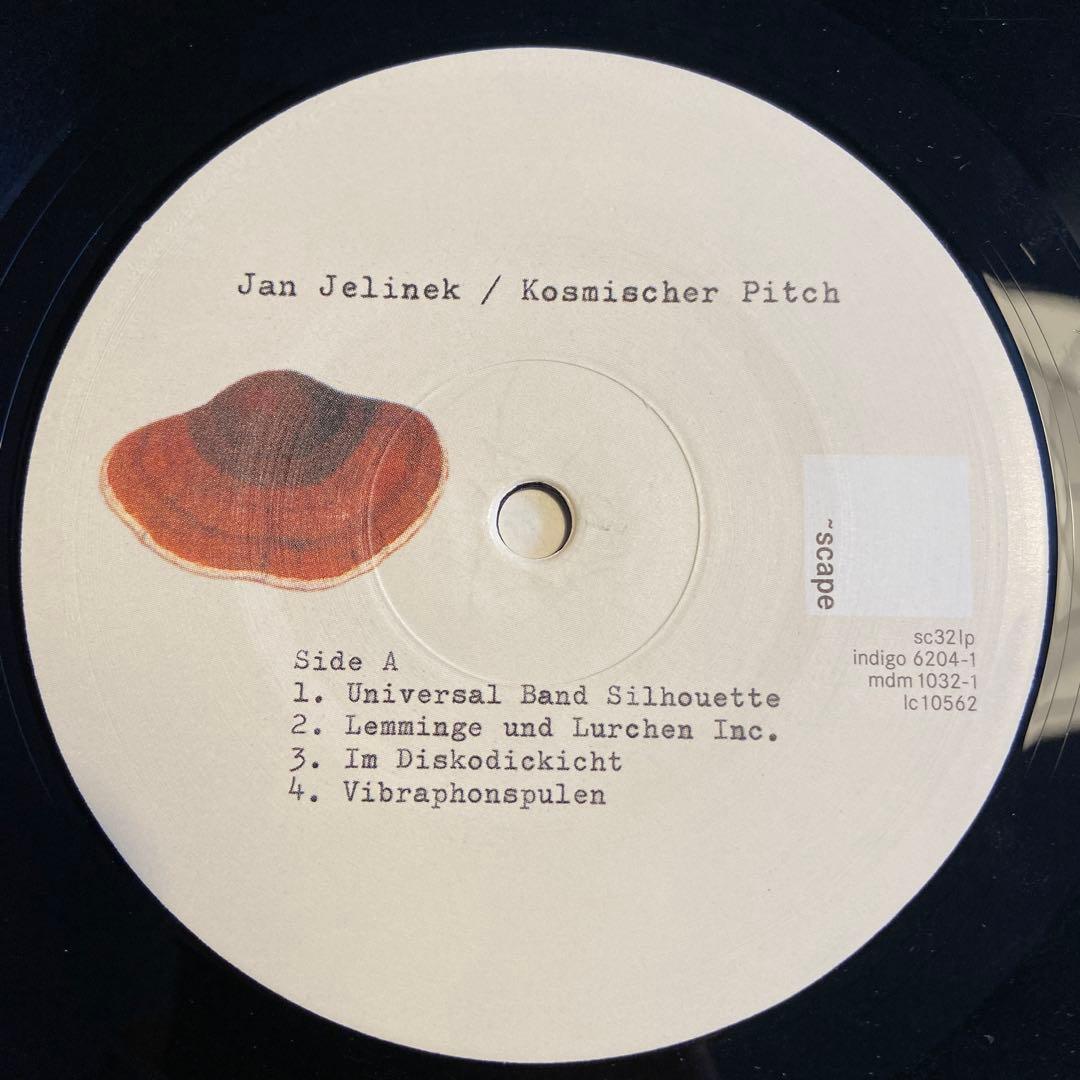 Jan Jelinek / Kosmischer Pitch
~scape
sc32lp
indigo 6204-1
mdm 1032-1
lc10562
Side A
1. Universal Band Silhouette
2. Lemminge und Lurchen Inc.
3. Im Diskodickicht
4. Vibraphonspulen